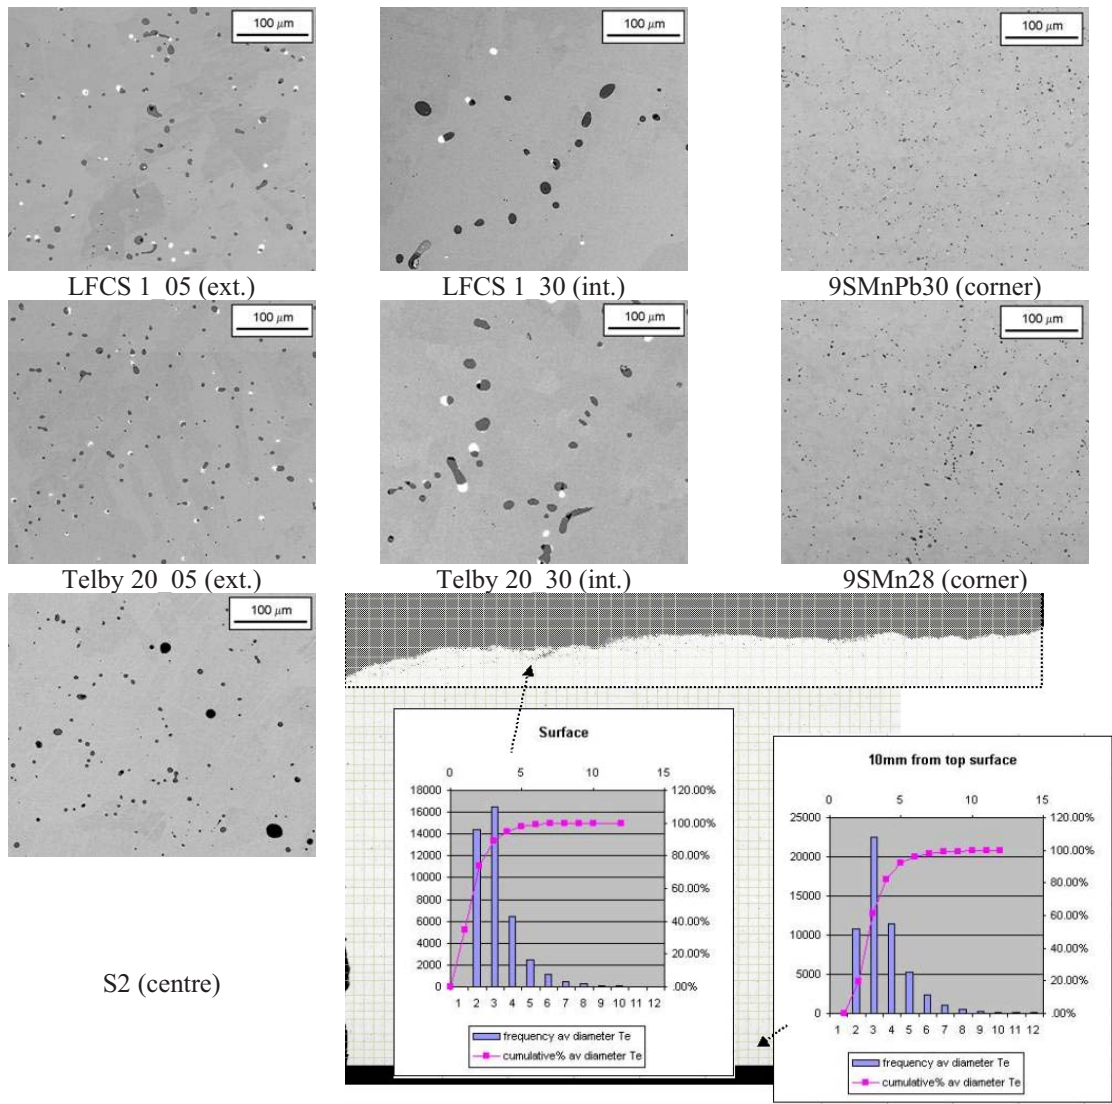 100 µm
100 µm
100 µm
LFCS 1_05 (ext.)
LFCS 1_30 (int.)
9SMnPb30 (corner)
100 µm
100 µm
100 µm
Telby 20_05 (ext.)
Telby 20_30 (int.)
9SMn28 (corner)
100 µm
S2 (centre)
Surface
0 5 10 15
18000 120.00%
16000
14000 100.00%
12000 80.00%
10000
8000 60.00%
6000 40.00%
4000
2000 20.00%
0 .00%
1 2 3 4 5 6 7 8 9 10 11 12
frequency av diameter Te
cumulative% av diameter Te
10mm from top surface
0 5 10 15
25000 120.00%
20000 100.00%
15000 80.00%
60.00%
10000 40.00%
5000 20.00%
0 .00%
1 2 3 4 5 6 7 8 9 10 11 12
frequency av diameter Te
cumulative% av diameter Te